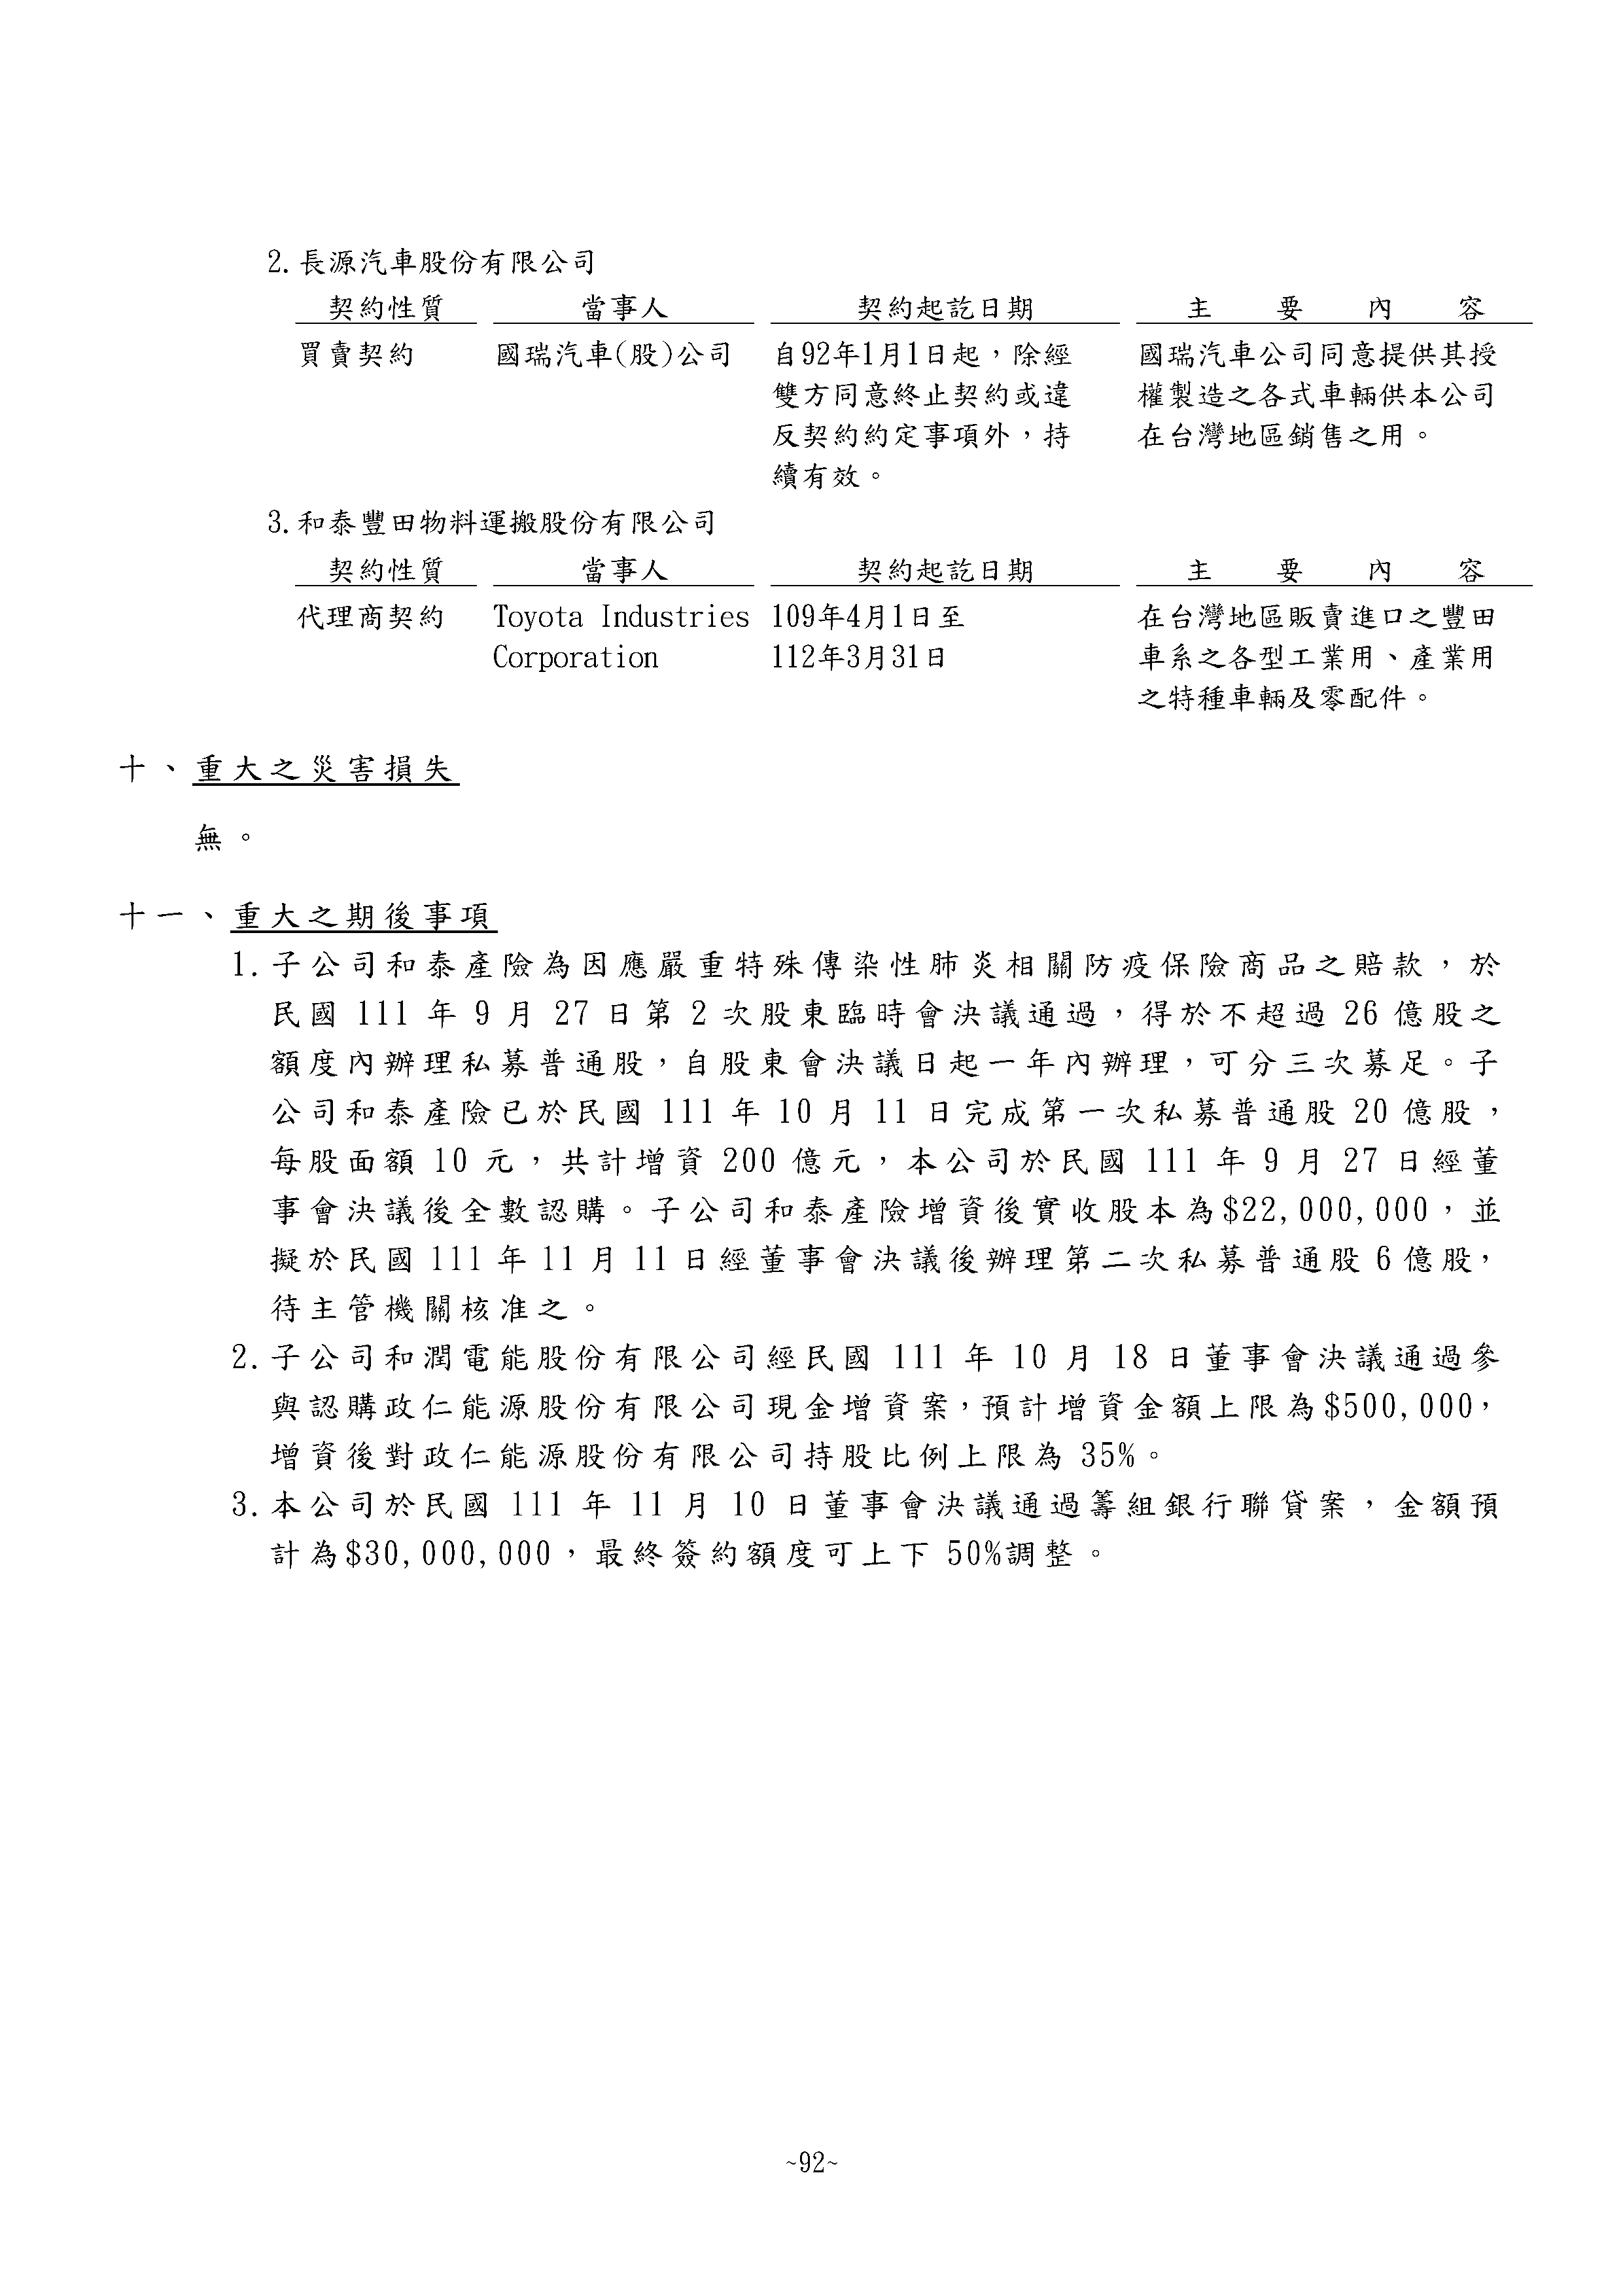 2.長源汽車股份有限公司
契約性質 當事人 契約起訖日期 主要內容
買賣契約 國瑞汽車(股)公司 自92年1月1日起，除經 國瑞汽車公司同意提供其授
雙方同意終止契約或違 權製造之各式車輛供本公司
反契約約定事項外，持 在台灣地區銷售之用。
續有效。
3.和泰豐田物料運搬股份有限公司
契約性質 當事人 契約起訖日期 主要內容
代理商契約 Toyota Industries 109年4月1日至 在台灣地區販賣進口之豐田
Corporation 112年3月31日 車系之各型工業用、產業用
之特種車輛及零配件。
十、重大之災害損失
無。
十一、重大之期後事項
1.子公司和泰產險為因應嚴重特殊傳染性肺炎相關防疫保險商品之賠款，於
民國 111 年 9 月 27 日第 2 次股東臨時會決議通過，得於不超過 26 億股之
額度內辦理私募普通股，自股東會決議日起一年內辦理，可分三次募足。子
公司和泰產險已於民國 111 年 10 月 11 日完成第一次私募普通股 20 億股，
每股面額 10 元，共計增資 200 億元，本公司於民國 111 年 9 月 27 日經董
事會決議後全數認購。子公司和泰產險增資後實收股本為$22,000,000，並
擬於民國 111 年 11 月 11 日經董事會決議後辦理第二次私募普通股 6 億股，
待主管機關核准之。
2.子公司和潤電能股份有限公司經民國 111 年 10 月 18 日董事會決議通過參
與認購政仁能源股份有限公司現金增資案，預計增資金額上限為$500,000，
增資後對政仁能源股份有限公司持股比例上限為 35%。
3.本公司於民國 111 年 11 月 10 日董事會決議通過籌組銀行聯貸案，金額預
計為$30,000,000，最終簽約額度可上下 50%調整。
~92~